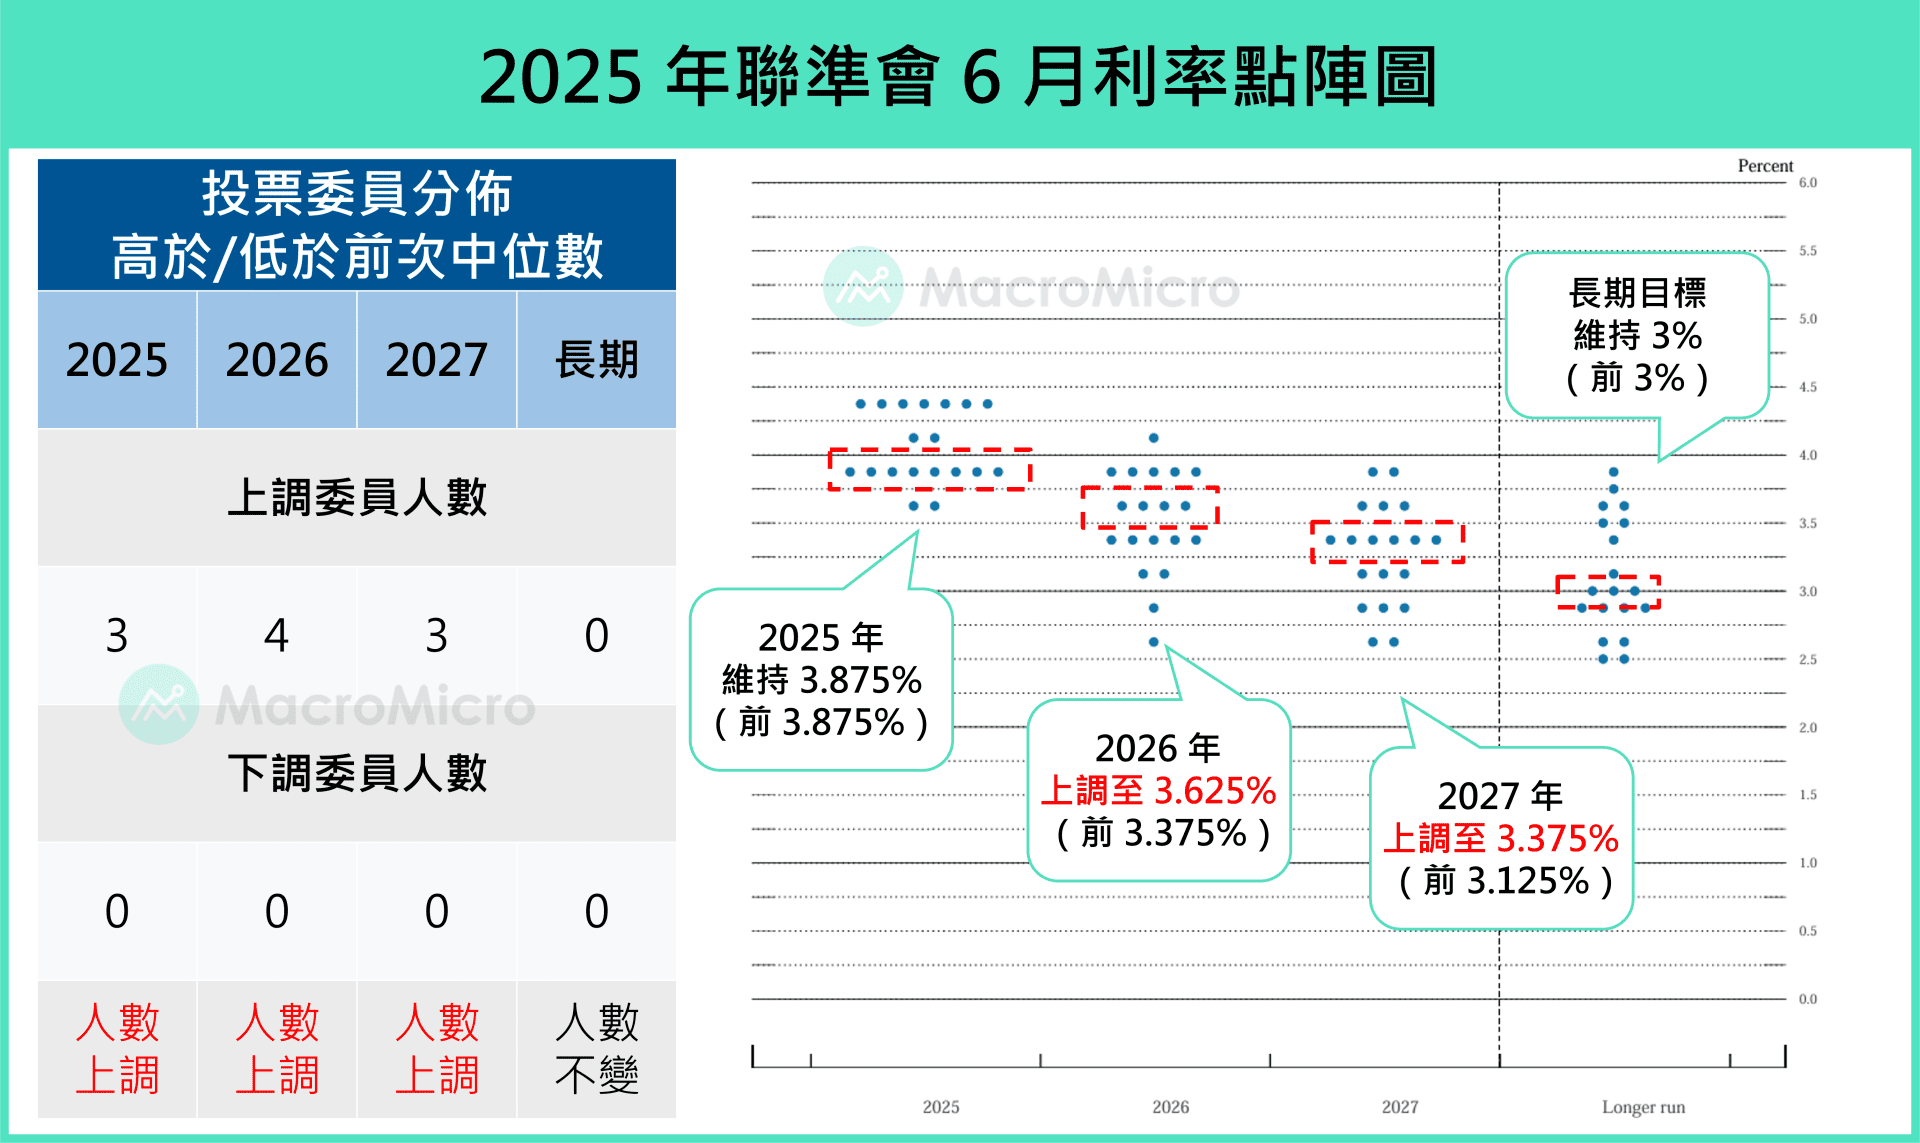 2025 年聯準會 6 月利率點陣圖
投票委員分佈
高於/低於前次中位數
2025 2026 2027 長期
上調委員人數
3 4 3 0
下調委員人數
0 0 0 0
人數 人數 人數 人數
上調 上調 上調 不變
MacroMicro
MacroMicro
Percent
6.0
5.5
5.0
4.5
4.0
3.5
3.0
2.5
2.0
1.5
1.0
0.5
0.0
長期目標
維持 3%
( 前 3% )
2025 年
維持 3.875%
( 前 3.875% )
2026 年
上調至 3.625%
( 前 3.375% )
2027 年
上調至 3.375%
( 前 3.125% )
2025 2026 2027 Longer run